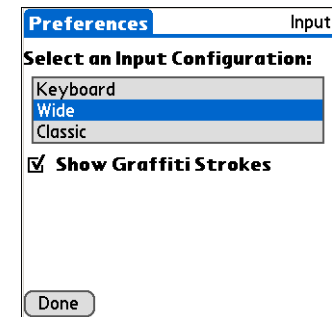 Preferences Input
Select an Input Configuration:
Keyboard
Wide
Classic
Show Graffiti Strokes
Done